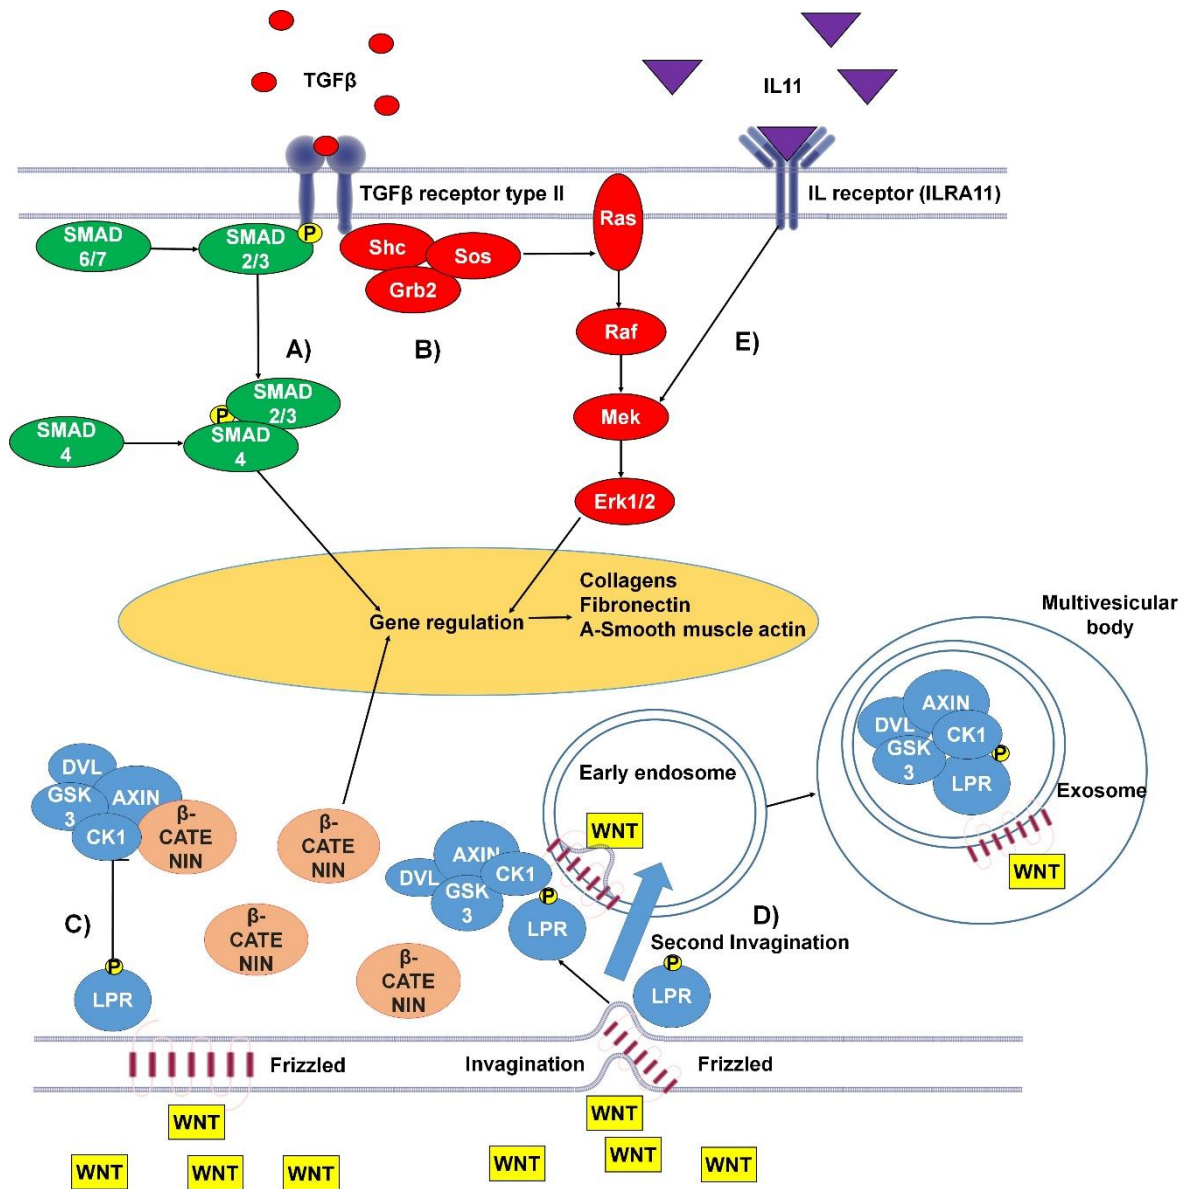 TGFβ
IL11
TGFβ receptor type II
IL receptor (ILRA11)
SMAD
6/7
SMAD
2/3
P
Shc
Sos
Grb2
Ras
Raf
A)
B)
E)
SMAD
2/3
P
SMAD
4
SMAD
4
Mek
Erk1/2
Gene regulation
Collagens
Fibronectin
A-Smooth muscle actin
Multivesicular
body
AXIN
DVL
CK1
GSK
3
P
LPR
Exosome
WNT
DVL
GSK
3
AXIN
CK1
β-
CATE
NIN
β-
CATE
NIN
Early endosome
WNT
AXIN
DVL
CK1
GSK
3
P
LPR
C)
D)
Second Invagination
β-
CATE
NIN
β-
CATE
NIN
P
LPR
P
LPR
Frizzled
Invagination
Frizzled
WNT
WNT
WNT
WNT
WNT
WNT
WNT
WNT